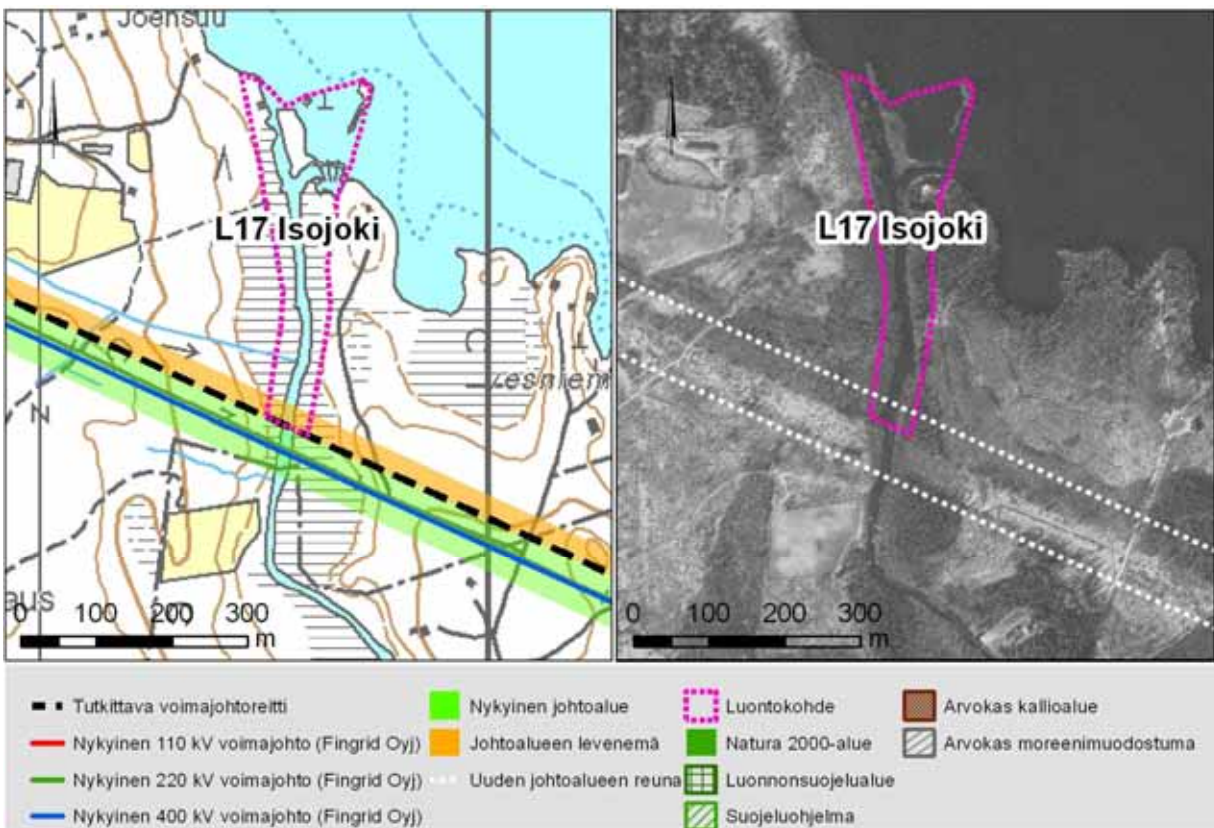 Joensuu
L17 Isojoki
L17 Isojoki
aus
0 100 200 300
m
0 100 200 300
m
Tutkittava voimajohtoreitti
Nykyinen 110 kV voimajohto (Fingrid Oyj)
Nykyinen 220 kV voimajohto (Fingrid Oyj)
Nykyinen 400 kV voimajohto (Fingrid Oyj)
Nykyinen johtoalue
Johtoalueen levenemä
Uuden johtoalueen reuna
Luontokohde
Natura 2000-alue
Luonnonsuojelualue
Suojeluohjelma
Arvokas kallioalue
Arvokas moreenimuodostuma